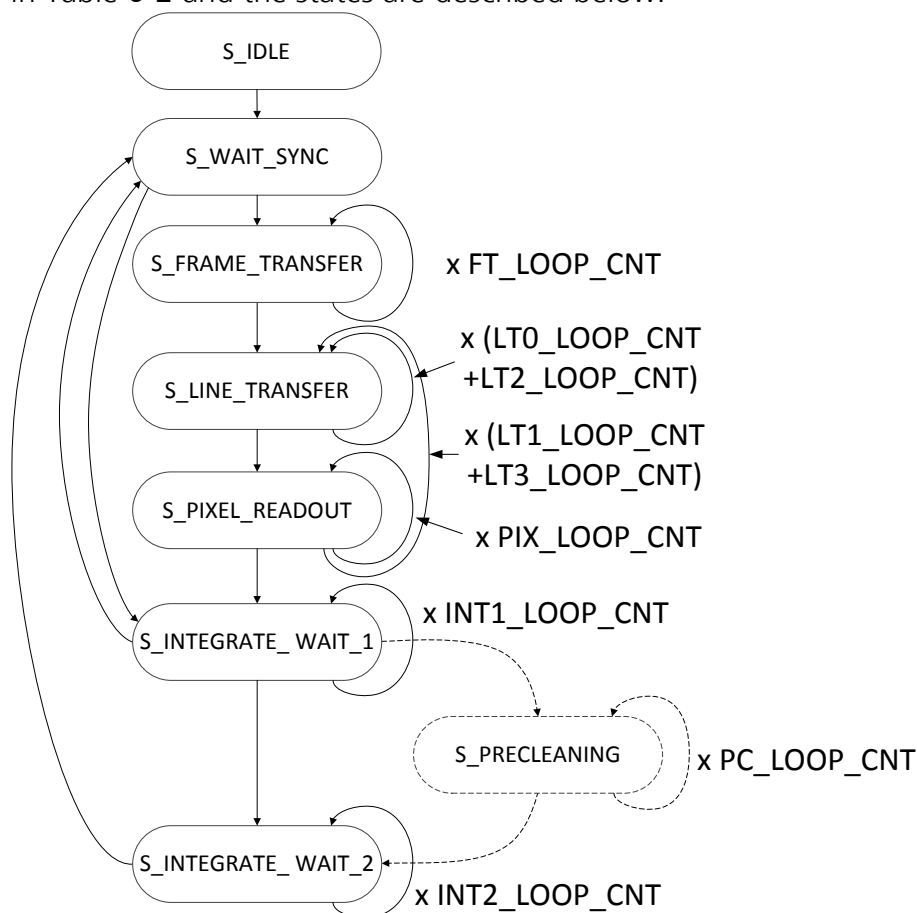 in Table 6-2 and the states are described below.
S_IDLE
S_WAIT_SYNC
S_FRAME_TRANSFER
x FT_LOOP_CNT
x (LT0_LOOP_CNT
+LT2_LOOP_CNT)
S_LINE_TRANSFER
x (LT1_LOOP_CNT
+LT3_LOOP_CNT)
S_PIXEL_READOUT
x PIX_LOOP_CNT
x INT1_LOOP_CNT
S_INTEGRATE_ WAIT_1
S_PRECLEANING
x PC_LOOP_CNT
S_INTEGRATE_ WAIT_2
x INT2_LOOP_CNT